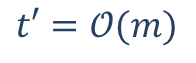 t′ = 𝒪(m)